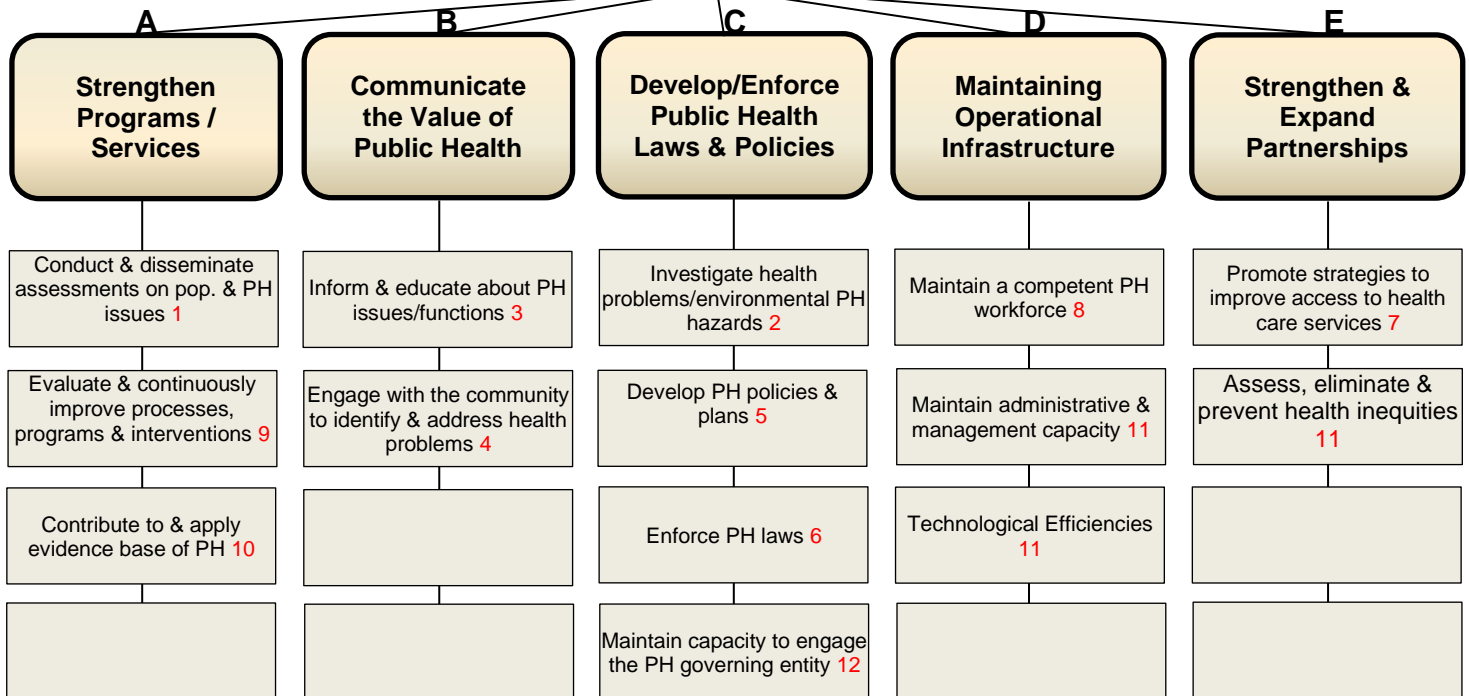 A
Strengthen
Programs /
Services
Conduct & disseminate
assessments on pop. & PH
issues 1
Evaluate & continuously
improve processes,
programs & interventions 9
Contribute to & apply
evidence base of PH 10
B
Communicate
the Value of
Public Health
Inform & educate about PH
issues/functions 3
Engage with the community
to identify & address health
problems 4
C
Develop/Enforce
Public Health
Laws & Policies
Investigate health
problems/environmental PH
hazards 2
Develop PH policies &
plans 5
Enforce PH laws 6
Maintain capacity to engage
the PH governing entity 12
D
Maintaining
Operational
Infrastructure
Maintain a competent PH
workforce 8
Maintain administrative &
management capacity 11
Technological Efficiencies
11
E
Strengthen &
Expand
Partnerships
Promote strategies to
improve access to health
care services 7
Assess, eliminate &
prevent health inequities
11